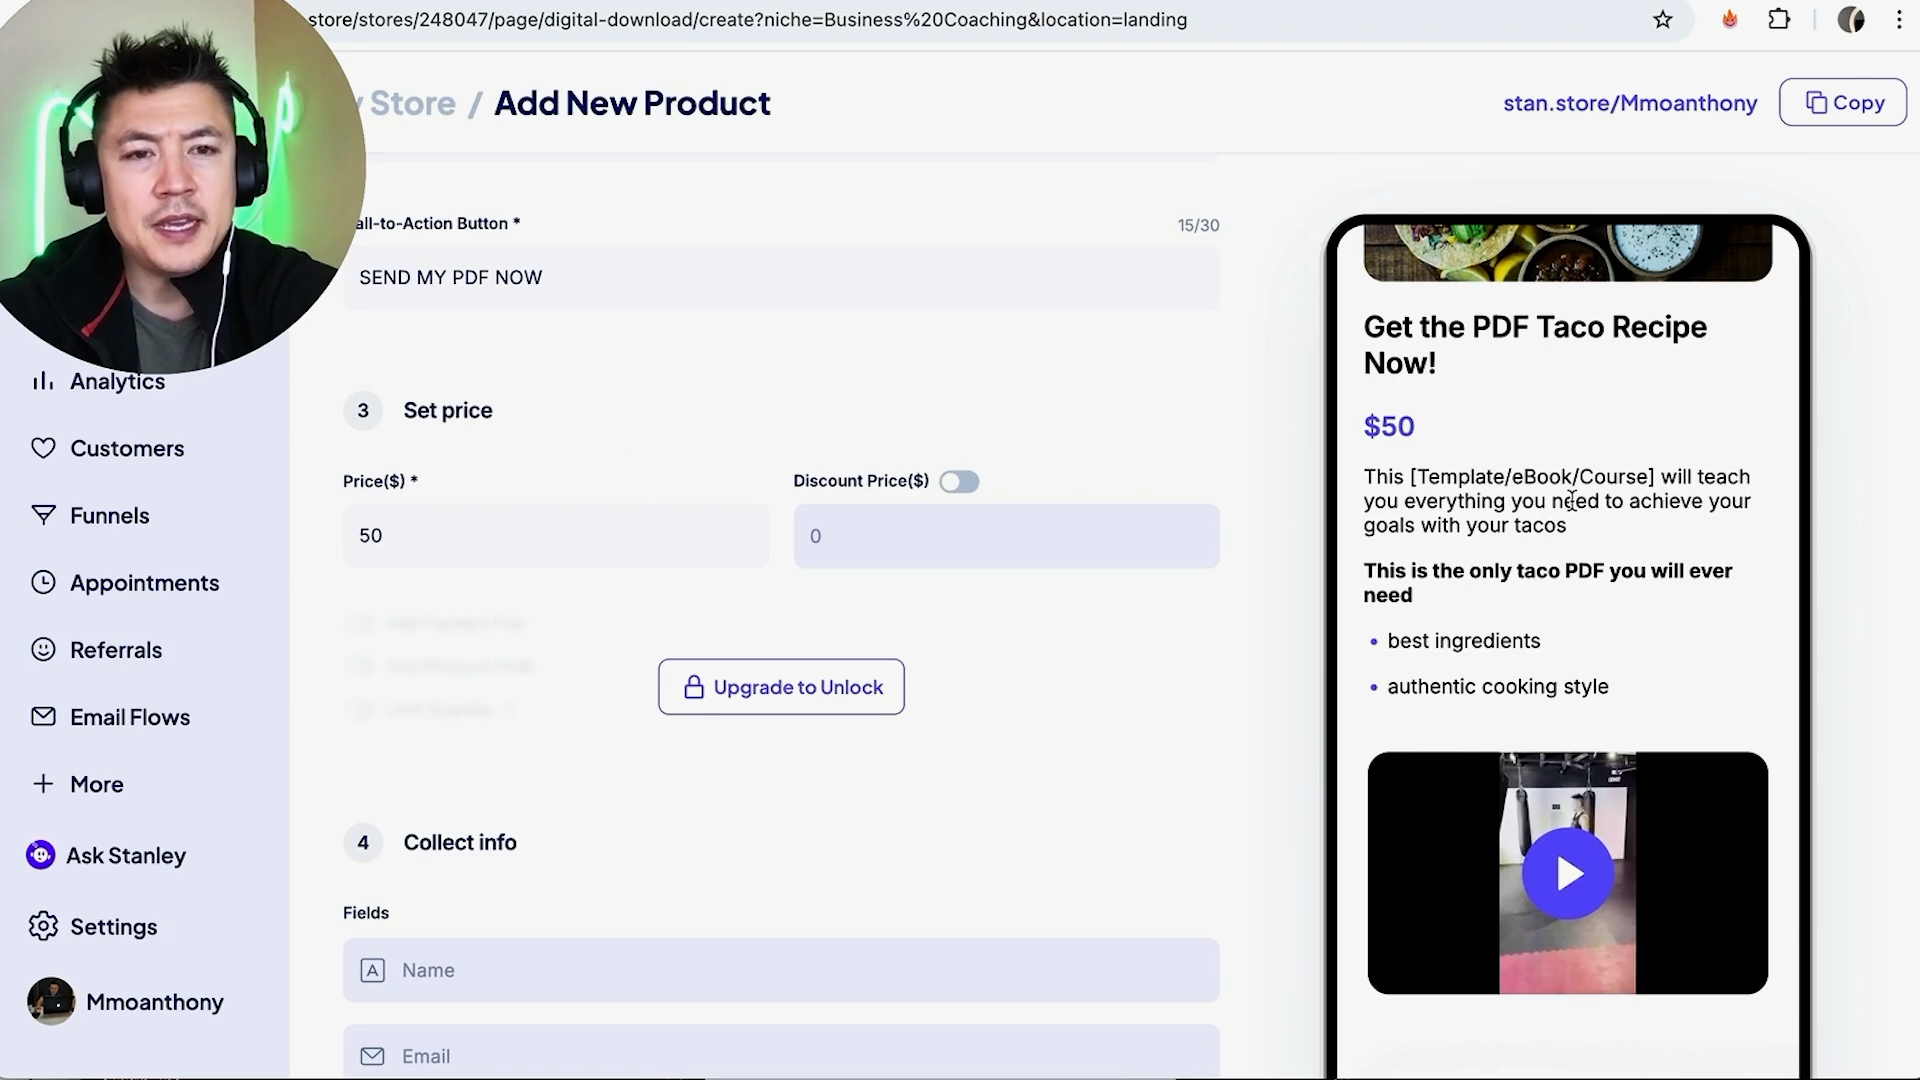 store/stores/248047/page/digital-download/create?niche=Business%20Coaching&location=landing
y Store / Add New Product
stan.store/Mmoanthony
Copy
all-to-Action Button *
15/30
SEND MY PDF NOW
3 Set price
Price($) *
Discount Price($)
50
0
Upgrade to Unlock
4 Collect info
Fields
Name
Email
Analytics
Customers
Funnels
Appointments
Referrals
Email Flows
More
Ask Stanley
Settings
Mmoanthony
Get the PDF Taco Recipe
Now!
$50
This [Template/eBook/Course] will teach
you everything you need to achieve your
goals with your tacos
This is the only taco PDF you will ever
need
• best ingredients
• authentic cooking style